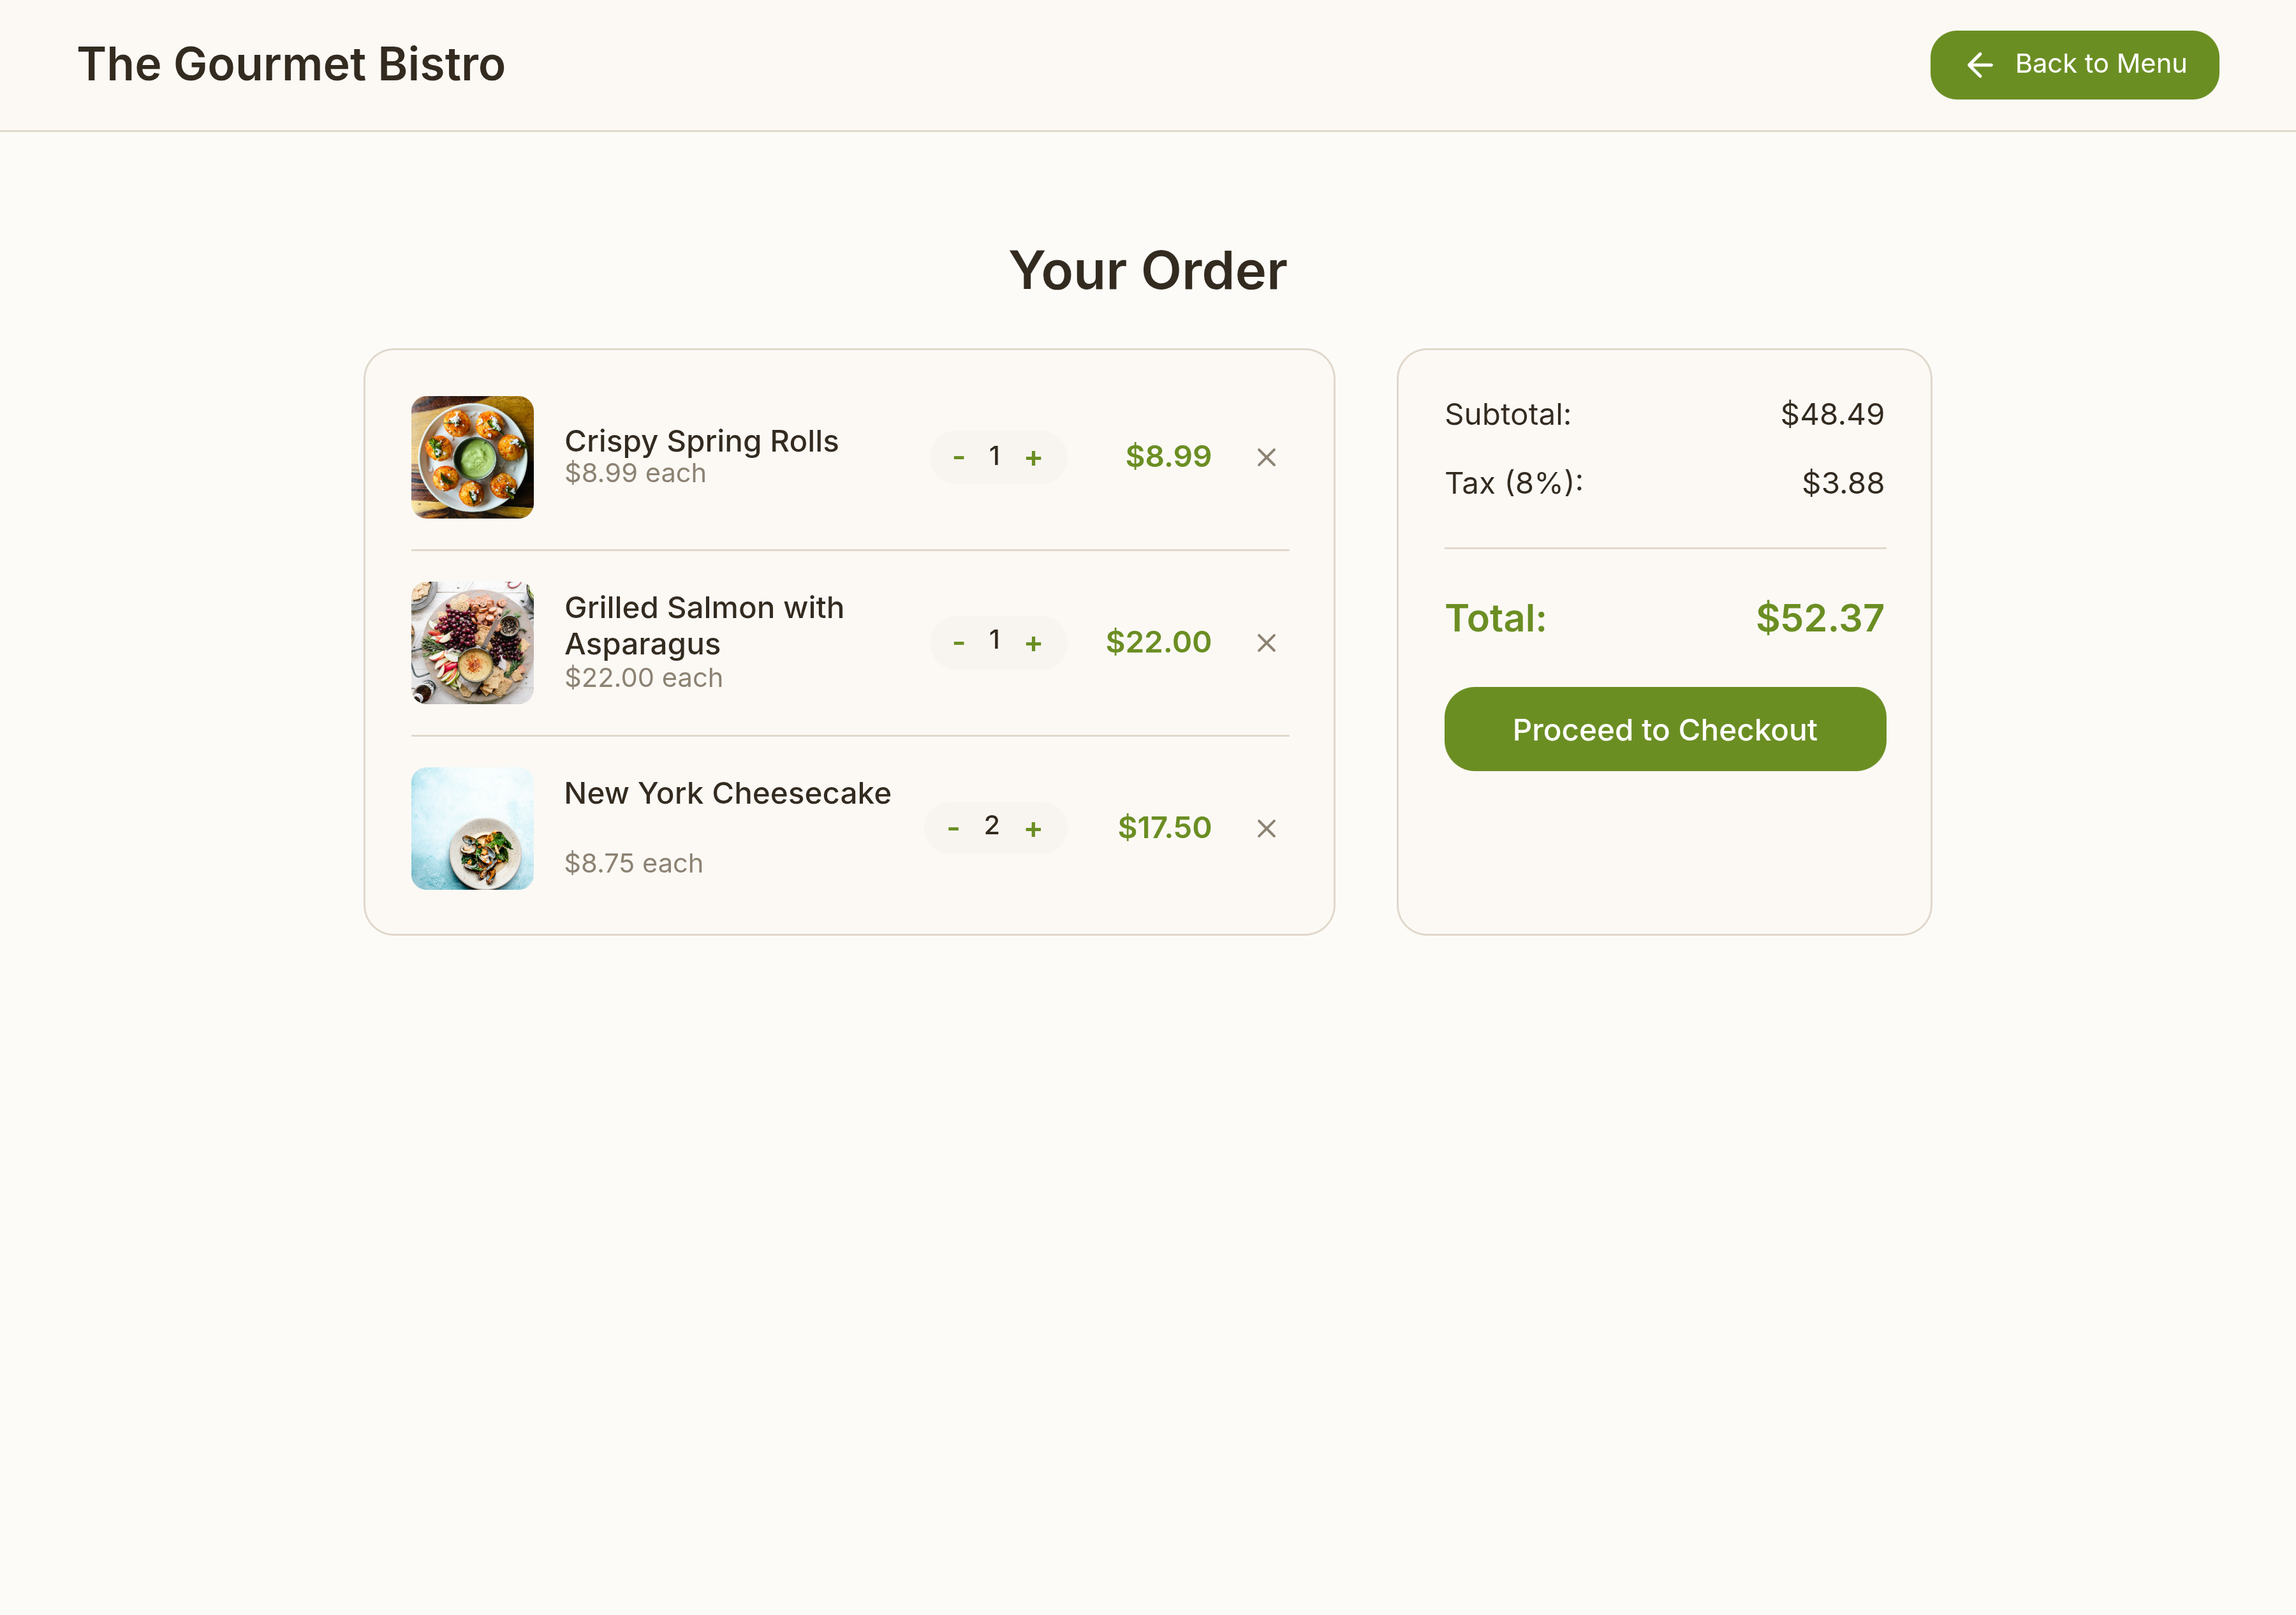 The Gourmet Bistro
Back to Menu
Your Order
Crispy Spring Rolls
$8.99 each
- 1 +
$8.99
Grilled Salmon with
Asparagus
$22.00 each
- 1 +
$22.00
New York Cheesecake
$8.75 each
- 2 +
$17.50
Subtotal: $48.49
Tax (8%): $3.88
Total: $52.37
Proceed to Checkout